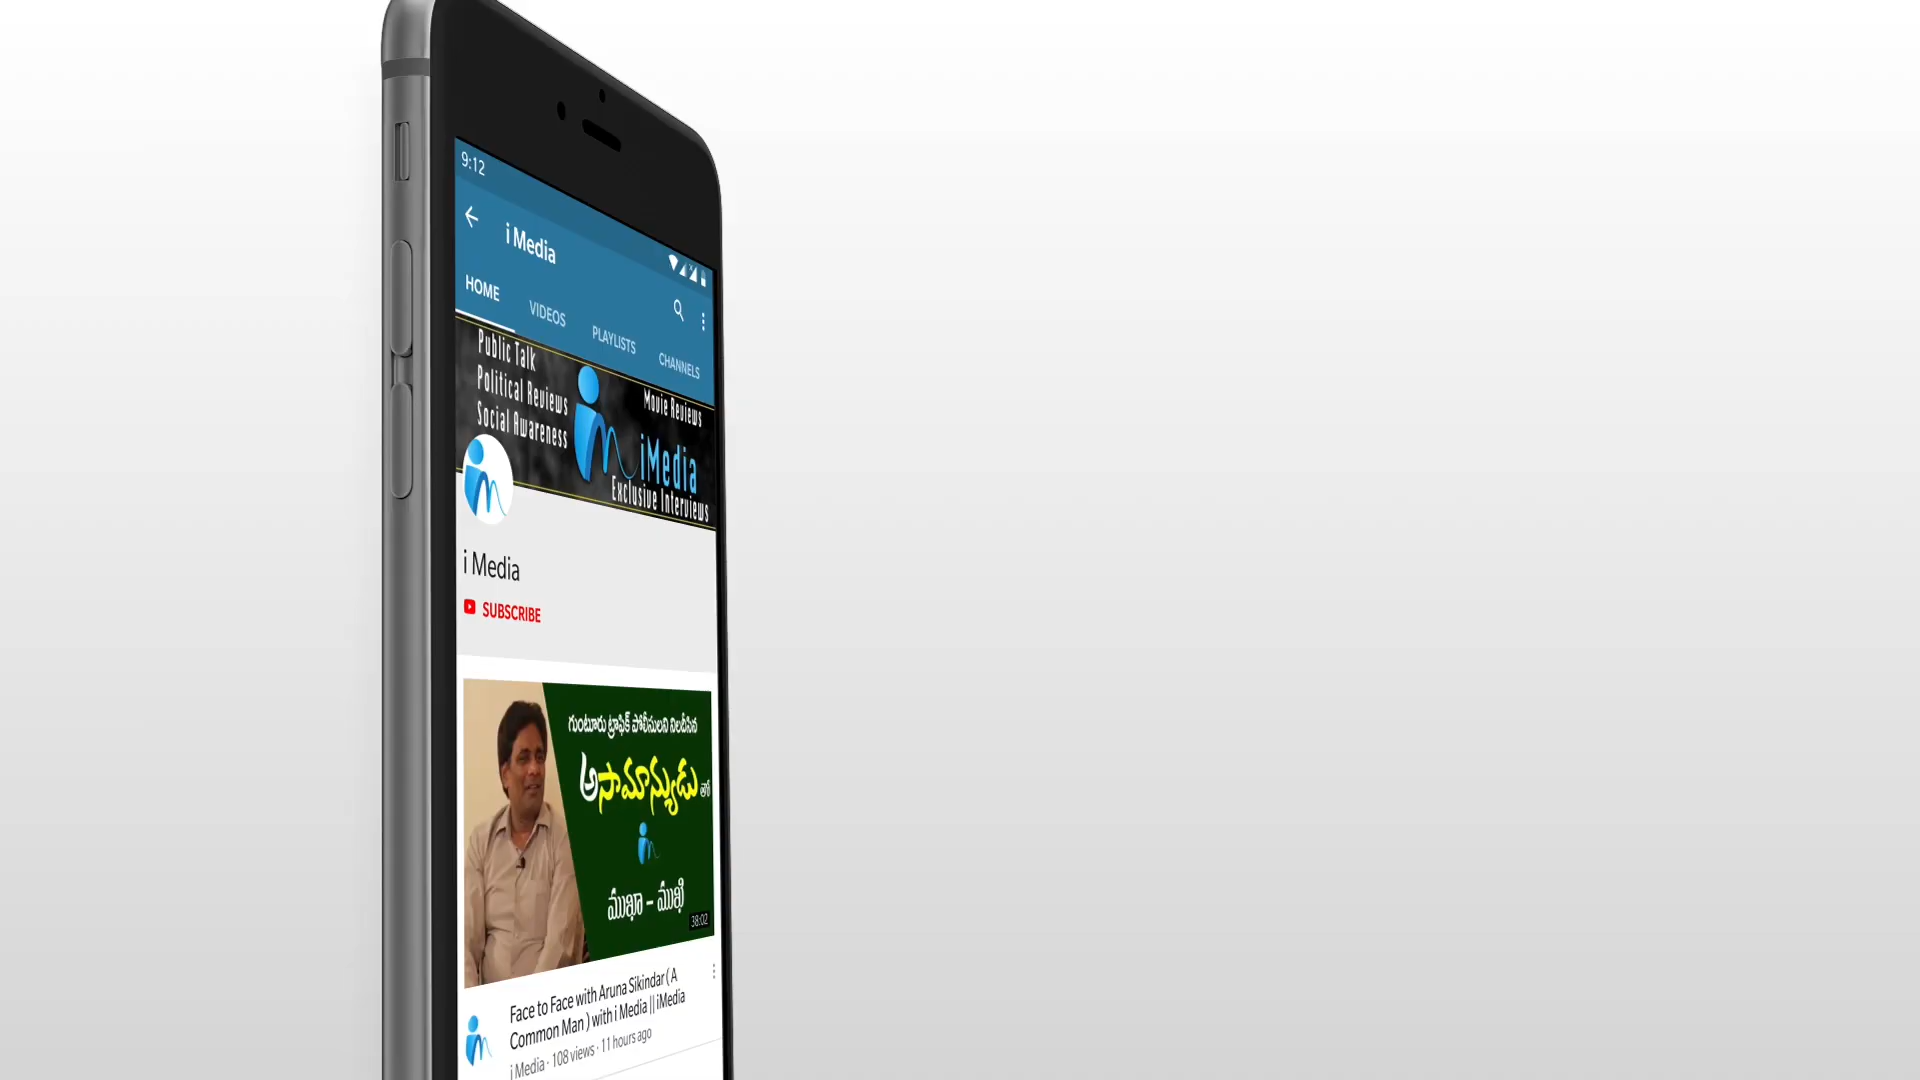 9:12
i Media
HOME VIDEOS PLAYLISTS CHANNELS
Public Talk
Political Reviews
Social Awareness
Movie Reviews
iMedia
Exclusive Interviews
i Media
SUBSCRIBE
గుంటూరు ట్రాఫిక్ పోలీసులని నిలదీసిన
అసామాన్యుడు తో
ముఖా - ముఖి
38:02
Face to Face with Aruna Sikindar ( A
Common Man ) with i Media || iMedia
i Media · 108 views · 11 hours ago